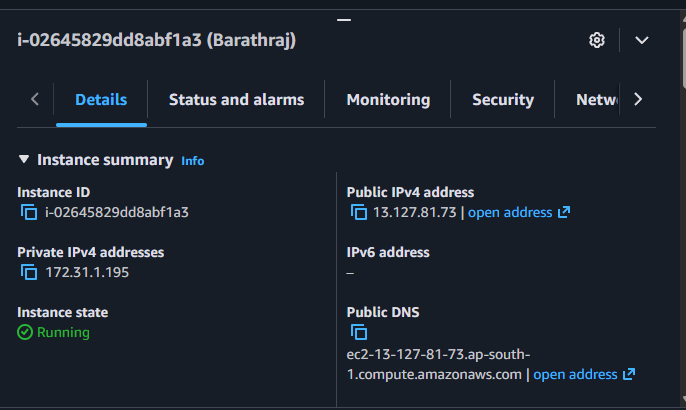 i-02645829dd8abf1a3 (Barathraj)
Details Status and alarms Monitoring Security Netw
Instance summary Info
Instance ID
i-02645829dd8abf1a3
Private IPv4 addresses
172.31.1.195
Instance state
Running
Public IPv4 address
13.127.81.73 | open address
IPv6 address
–
Public DNS
ec2-13-127-81-73.ap-south-
1.compute.amazonaws.com | open address